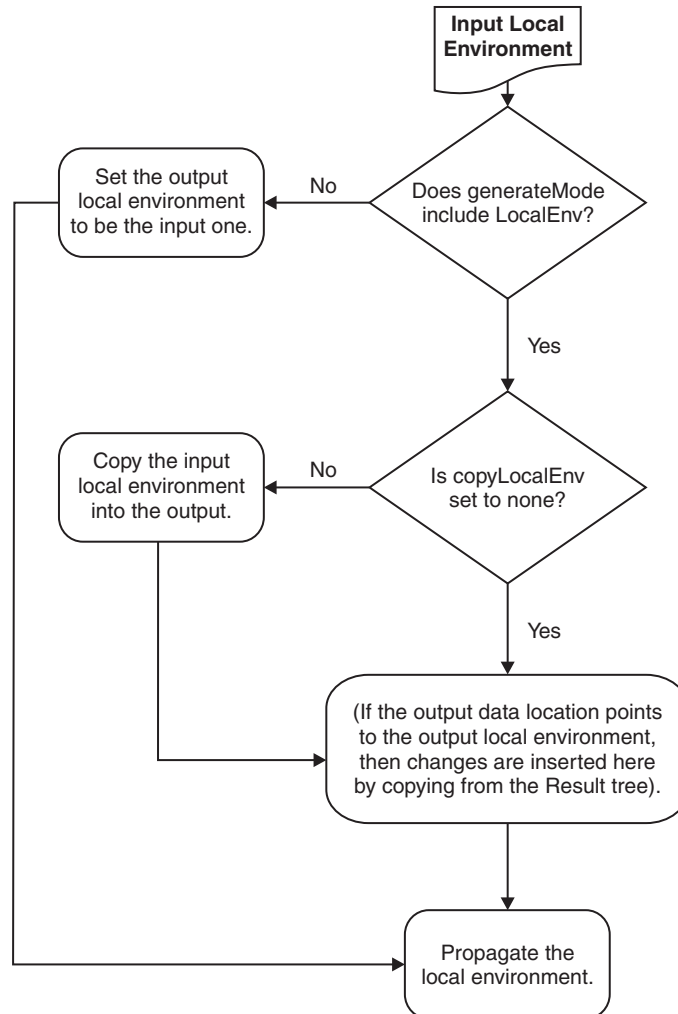 Input Local
Environment
Does generateMode
include LocalEnv?
No
Set the output
local environment
to be the input one.
Yes
Is copyLocalEnv
set to none?
No
Copy the input
local environment
into the output.
Yes
(If the output data location points
to the output local environment,
then changes are inserted here
by copying from the Result tree).
Propagate the
local environment.